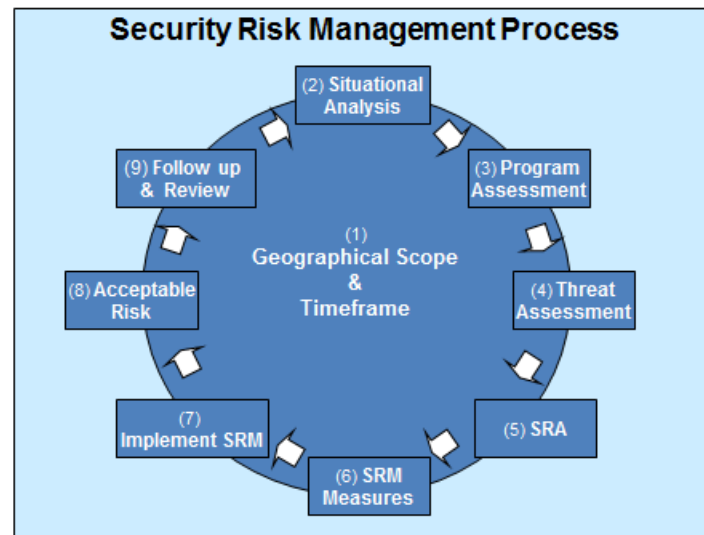 Security Risk Management Process
(2) Situational
Analysis
(3) Program
Assessment
(4) Threat
Assessment
(5) SRA
(6) SRM
Measures
(7)
Implement SRM
(8) Acceptable
Risk
(9) Follow up
& Review
(1)
Geographical Scope
&
Timeframe